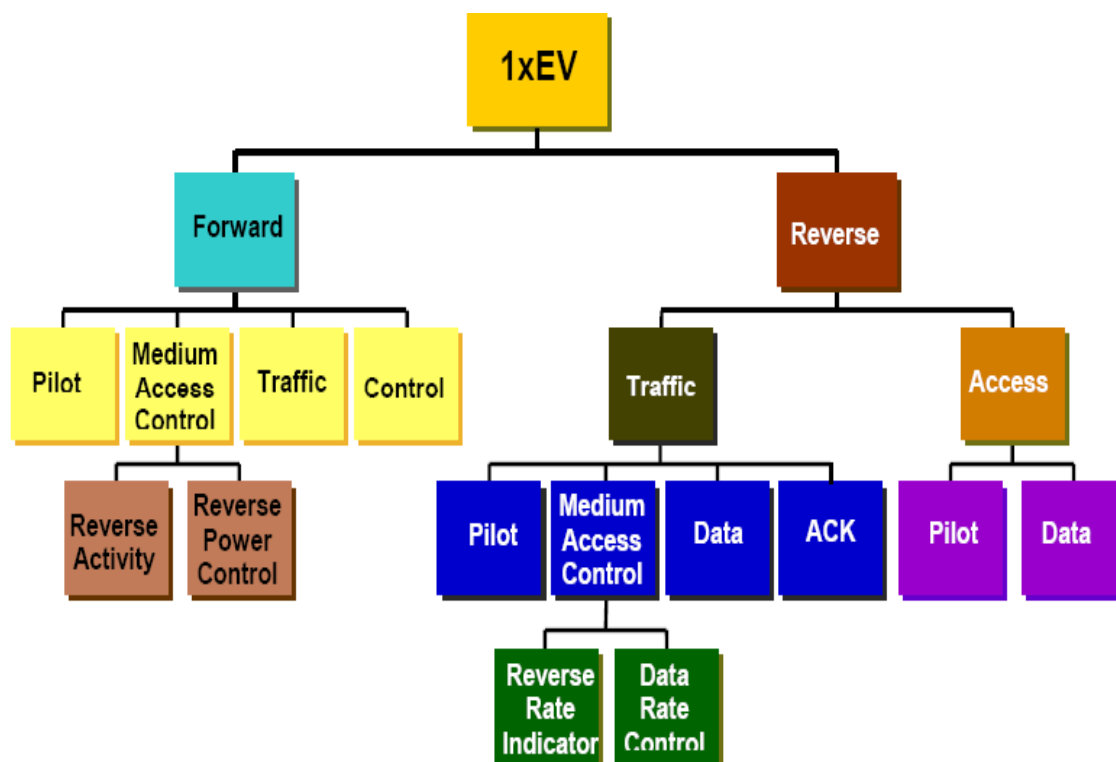 1xEV
Forward
Reverse
Pilot
Medium
Access
Control
Traffic
Control
Traffic
Access
Reverse
Activity
Reverse
Power
Control
Pilot
Medium
Access
Control
Data
ACK
Pilot
Data
Reverse
Rate
Indicator
Data
Rate
Control